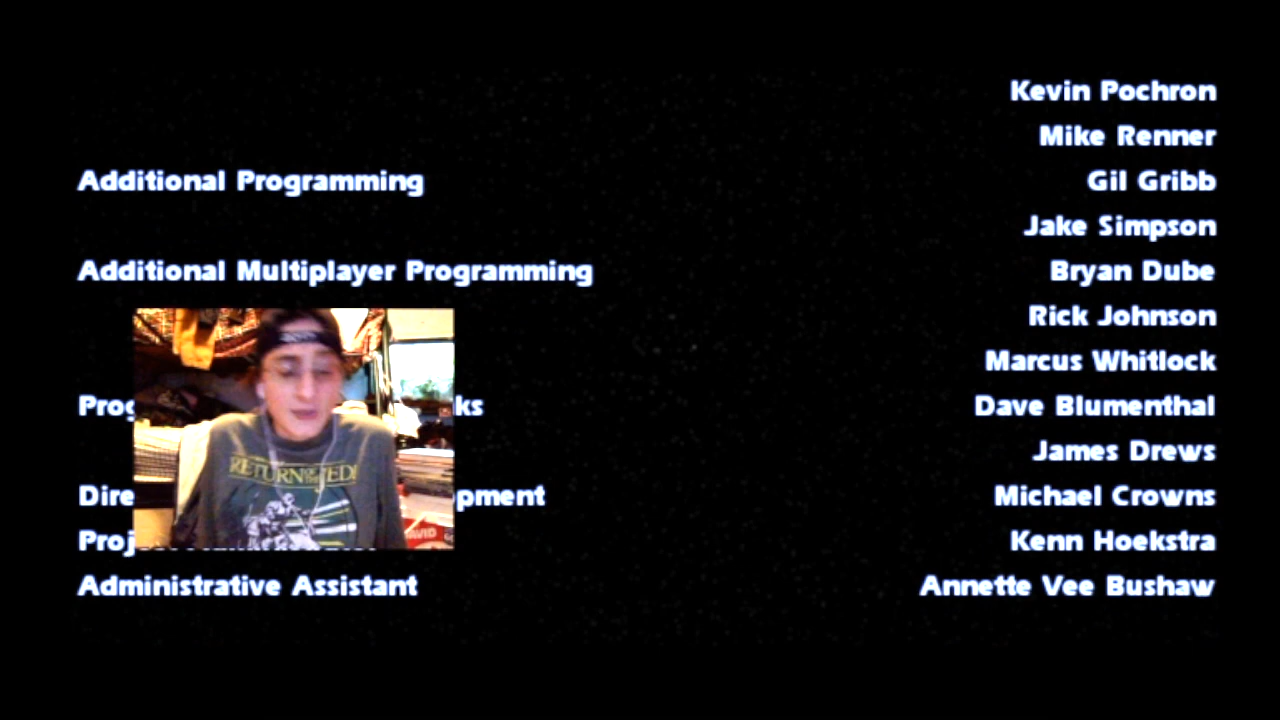 Kevin Pochron
Mike Renner
Additional Programming Gil Gribb
Jake Simpson
Additional Multiplayer Programming Bryan Dube
Rick Johnson
Marcus Whitlock
Dave Blumenthal
James Drews
Michael Crowns
Kenn Hoekstra
Administrative Assistant Annette Vee Bushaw
RETURN OF THE JEDI